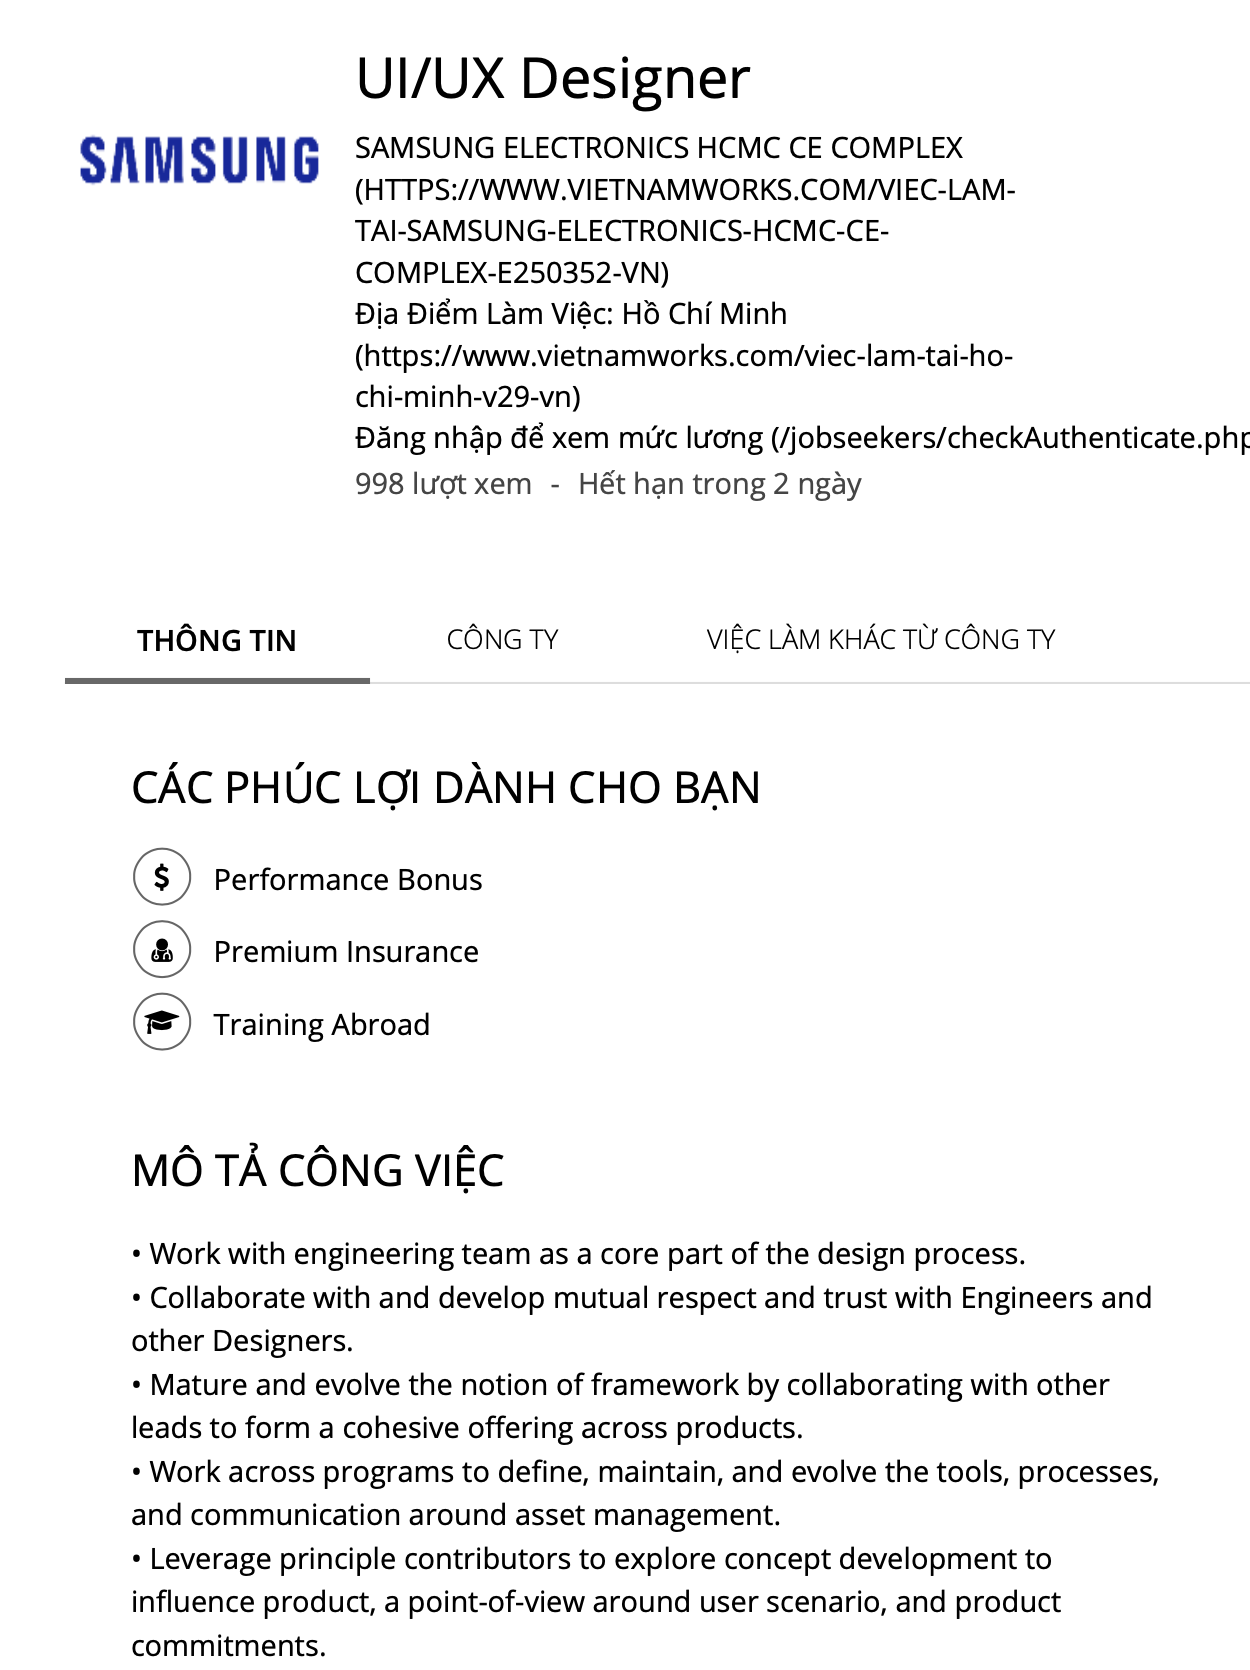 UI/UX Designer
SAMSUNG
SAMSUNG ELECTRONICS HCMC CE COMPLEX
(HTTPS://WWW.VIETNAMWORKS.COM/VIEC-LAM-
TAI-SAMSUNG-ELECTRONICS-HCMC-CE-
COMPLEX-E250352-VN)
Địa Điểm Làm Việc: Hồ Chí Minh
(https://www.vietnamworks.com/viec-lam-tai-ho-
chi-minh-v29-vn)
Đăng nhập để xem mức lương (/jobseekers/checkAuthenticate.php
998 lượt xem - Hết hạn trong 2 ngày
THÔNG TIN CÔNG TY VIỆC LÀM KHÁC TỪ CÔNG TY
CÁC PHÚC LỢI DÀNH CHO BẠN
$ Performance Bonus
Premium Insurance
Training Abroad
MÔ TẢ CÔNG VIỆC
• Work with engineering team as a core part of the design process.
• Collaborate with and develop mutual respect and trust with Engineers and
other Designers.
• Mature and evolve the notion of framework by collaborating with other
leads to form a cohesive offering across products.
• Work across programs to define, maintain, and evolve the tools, processes,
and communication around asset management.
• Leverage principle contributors to explore concept development to
influence product, a point-of-view around user scenario, and product
commitments.